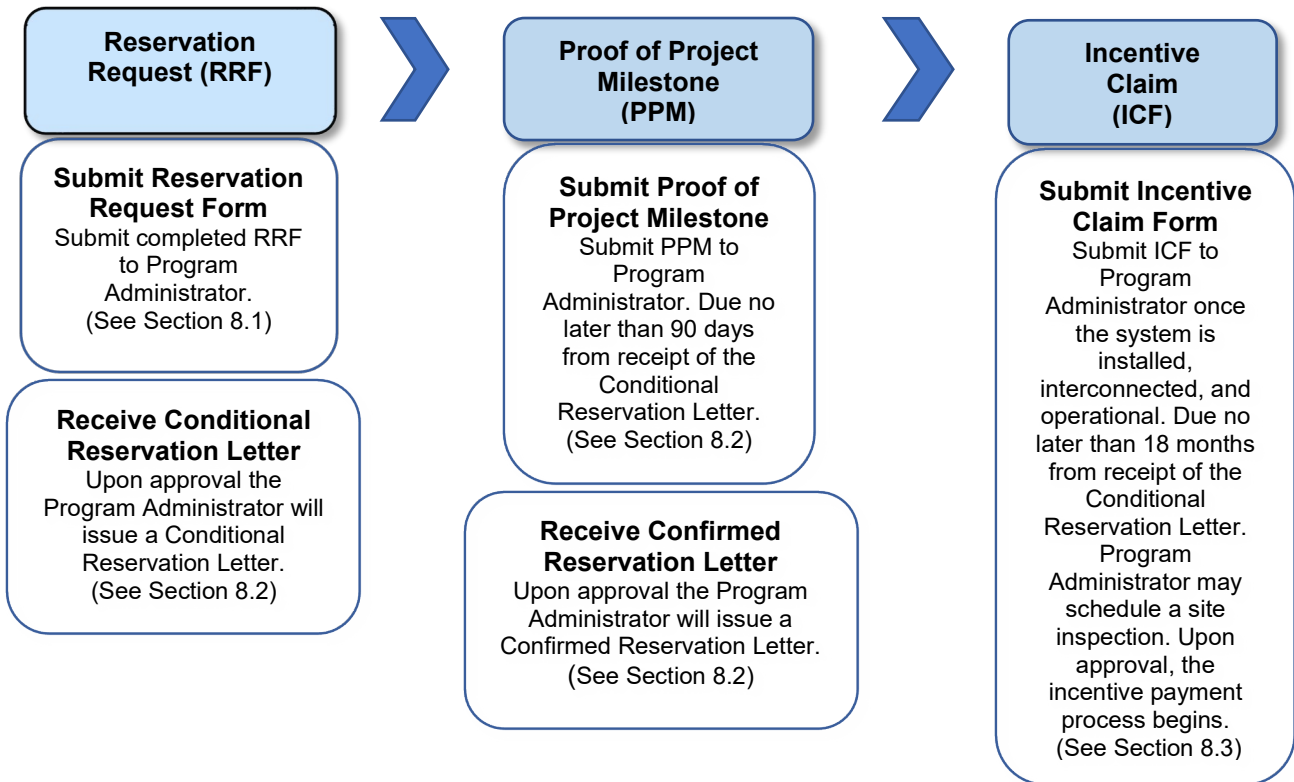 Reservation
Request (RRF)
Submit Reservation
Request Form
Submit completed RRF
to Program
Administrator.
(See Section 8.1)
Receive Conditional
Reservation Letter
Upon approval the
Program Administrator will
issue a Conditional
Reservation Letter.
(See Section 8.2)
Proof of Project
Milestone
(PPM)
Submit Proof of
Project Milestone
Submit PPM to
Program
Administrator. Due no
later than 90 days
from receipt of the
Conditional
Reservation Letter.
(See Section 8.2)
Receive Confirmed
Reservation Letter
Upon approval the Program
Administrator will issue a
Confirmed Reservation Letter.
(See Section 8.2)
Incentive
Claim
(ICF)
Submit Incentive
Claim Form
Submit ICF to
Program
Administrator once
the system is
installed,
interconnected, and
operational. Due no
later than 18 months
from receipt of the
Conditional
Reservation Letter.
Program
Administrator may
schedule a site
inspection. Upon
approval, the
incentive payment
process begins.
(See Section 8.3)